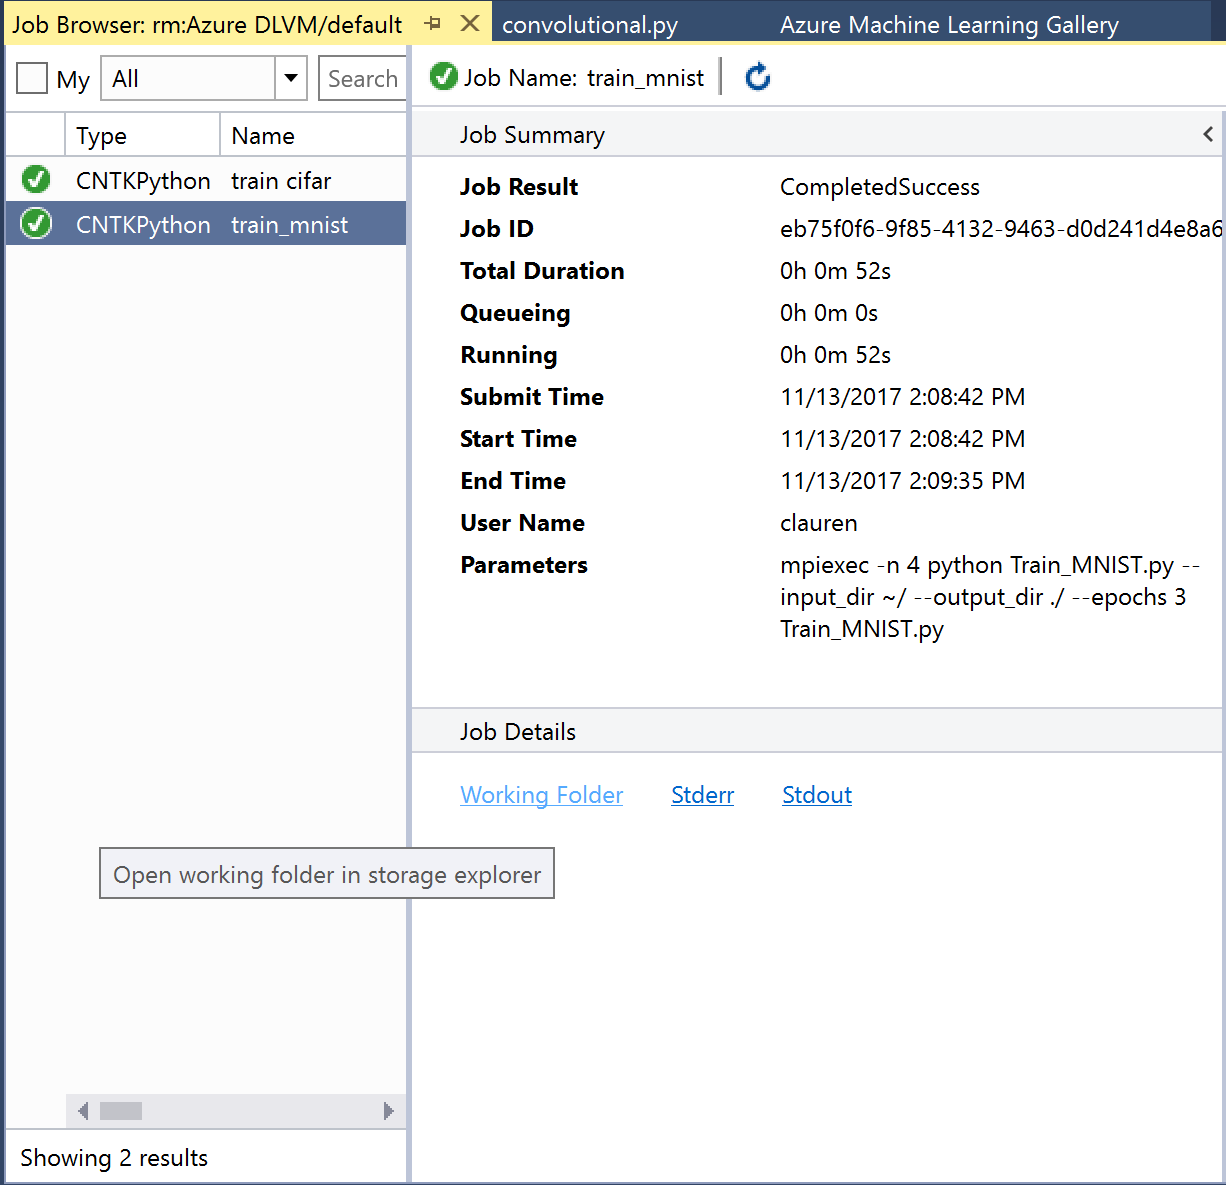 Job Browser: rm:Azure DLVM/default convolutional.py Azure Machine Learning Gallery
My All Search
Type Name
CNTKPython train cifar
CNTKPython train_mnist
Open working folder in storage explorer
Showing 2 results
Job Name: train_mnist
Job Summary
Job Result CompletedSuccess
Job ID eb75f0f6-9f85-4132-9463-d0d241d4e8a6
Total Duration 0h 0m 52s
Queueing 0h 0m 0s
Running 0h 0m 52s
Submit Time 11/13/2017 2:08:42 PM
Start Time 11/13/2017 2:08:42 PM
End Time 11/13/2017 2:09:35 PM
User Name clauren
Parameters mpiexec -n 4 python Train_MNIST.py --
input_dir ~/ --output_dir ./ --epochs 3
Train_MNIST.py
Job Details
Working Folder Stderr Stdout